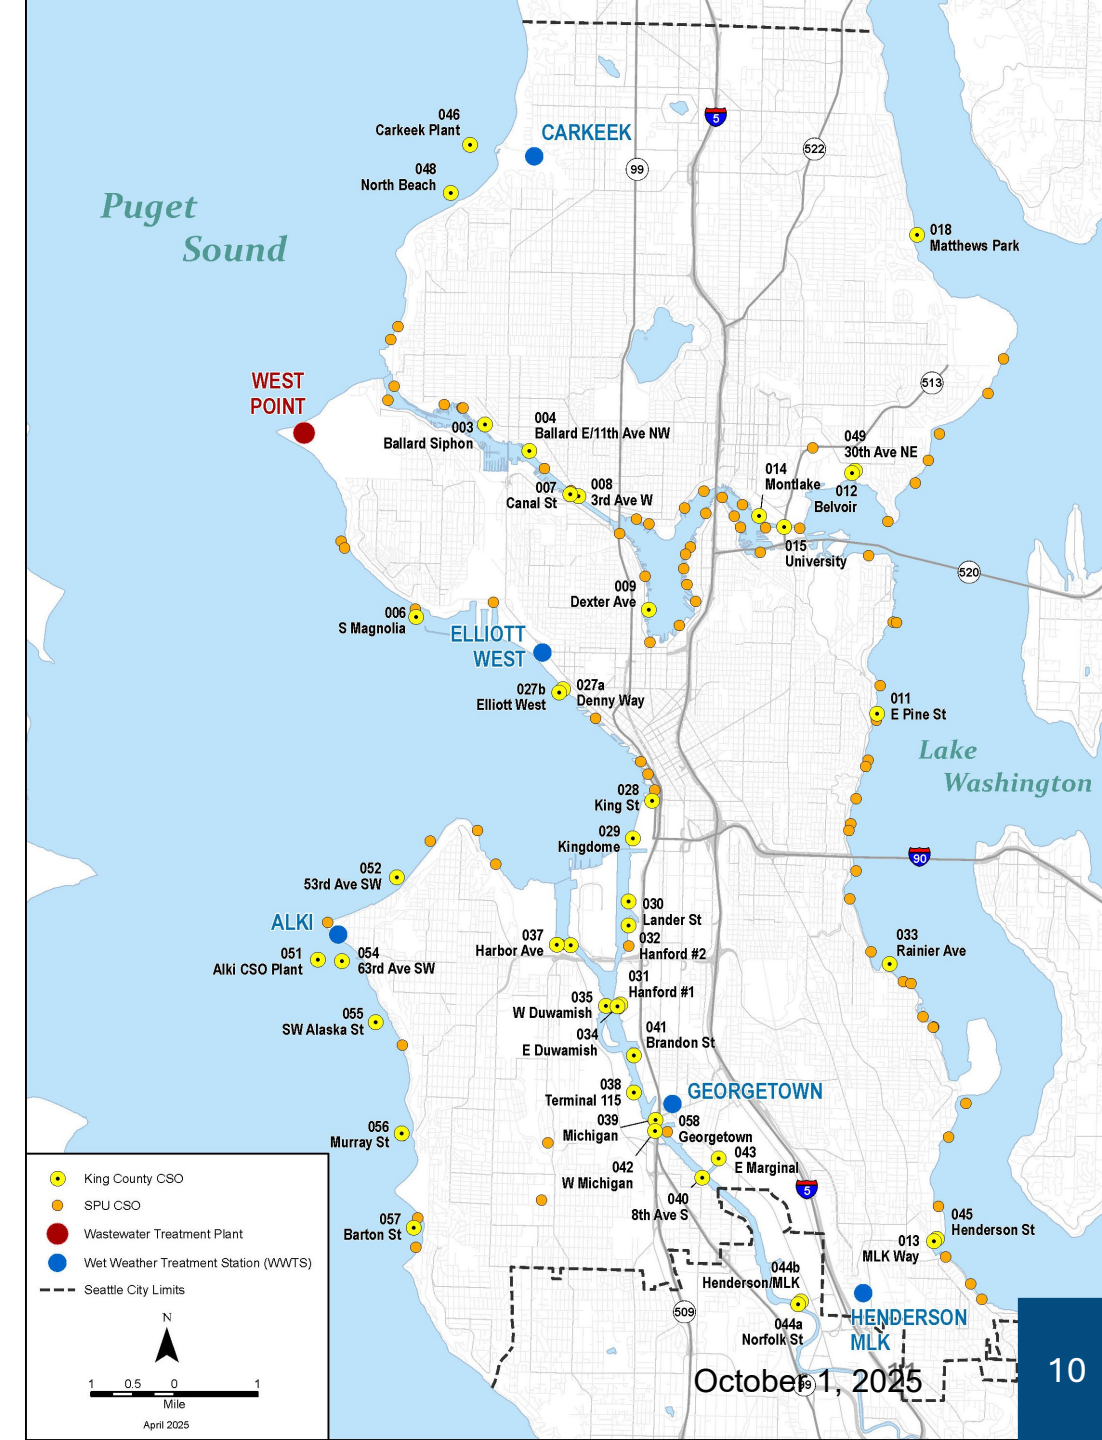 046
Carkeek Plant
CARKEEK
5
522
99
048
North Beach
Puget
Sound
018
Matthews Park
WEST
POINT
513
003
Ballard Siphon
004
Ballard E/11th Ave NW
049
30th Ave NE
014
Montlake
012
Belvoir
007
Canal St
008
3rd Ave W
015
University
520
009
Dexter Ave
006
S Magnolia
ELLIOTT
WEST
027b
Elliott West
027a
Denny Way
011
E Pine St
Lake
Washington
028
King St
029
Kingdome
90
052
53rd Ave SW
030
Lander St
ALKI
037
Harbor Ave
032
Hanford #2
033
Rainier Ave
051
Alki CSO Plant
054
63rd Ave SW
031
Hanford #1
035
W Duwamish
034
E Duwamish
055
SW Alaska St
041
Brandon St
038
Terminal 115
GEORGETOWN
039
Michigan
058
Georgetown
056
Murray St
043
E Marginal
042
W Michigan
040
8th Ave S
5
057
Barton St
045
Henderson St
013
MLK Way
044b
Henderson/MLK
044a
Norfolk St
HENDERSON
MLK
509
99
King County CSO
SPU CSO
Wastewater Treatment Plant
Wet Weather Treatment Station (WWTS)
Seattle City Limits
N
1 0.5 0 1
Mile
April 2025
October 1, 2025
11
10